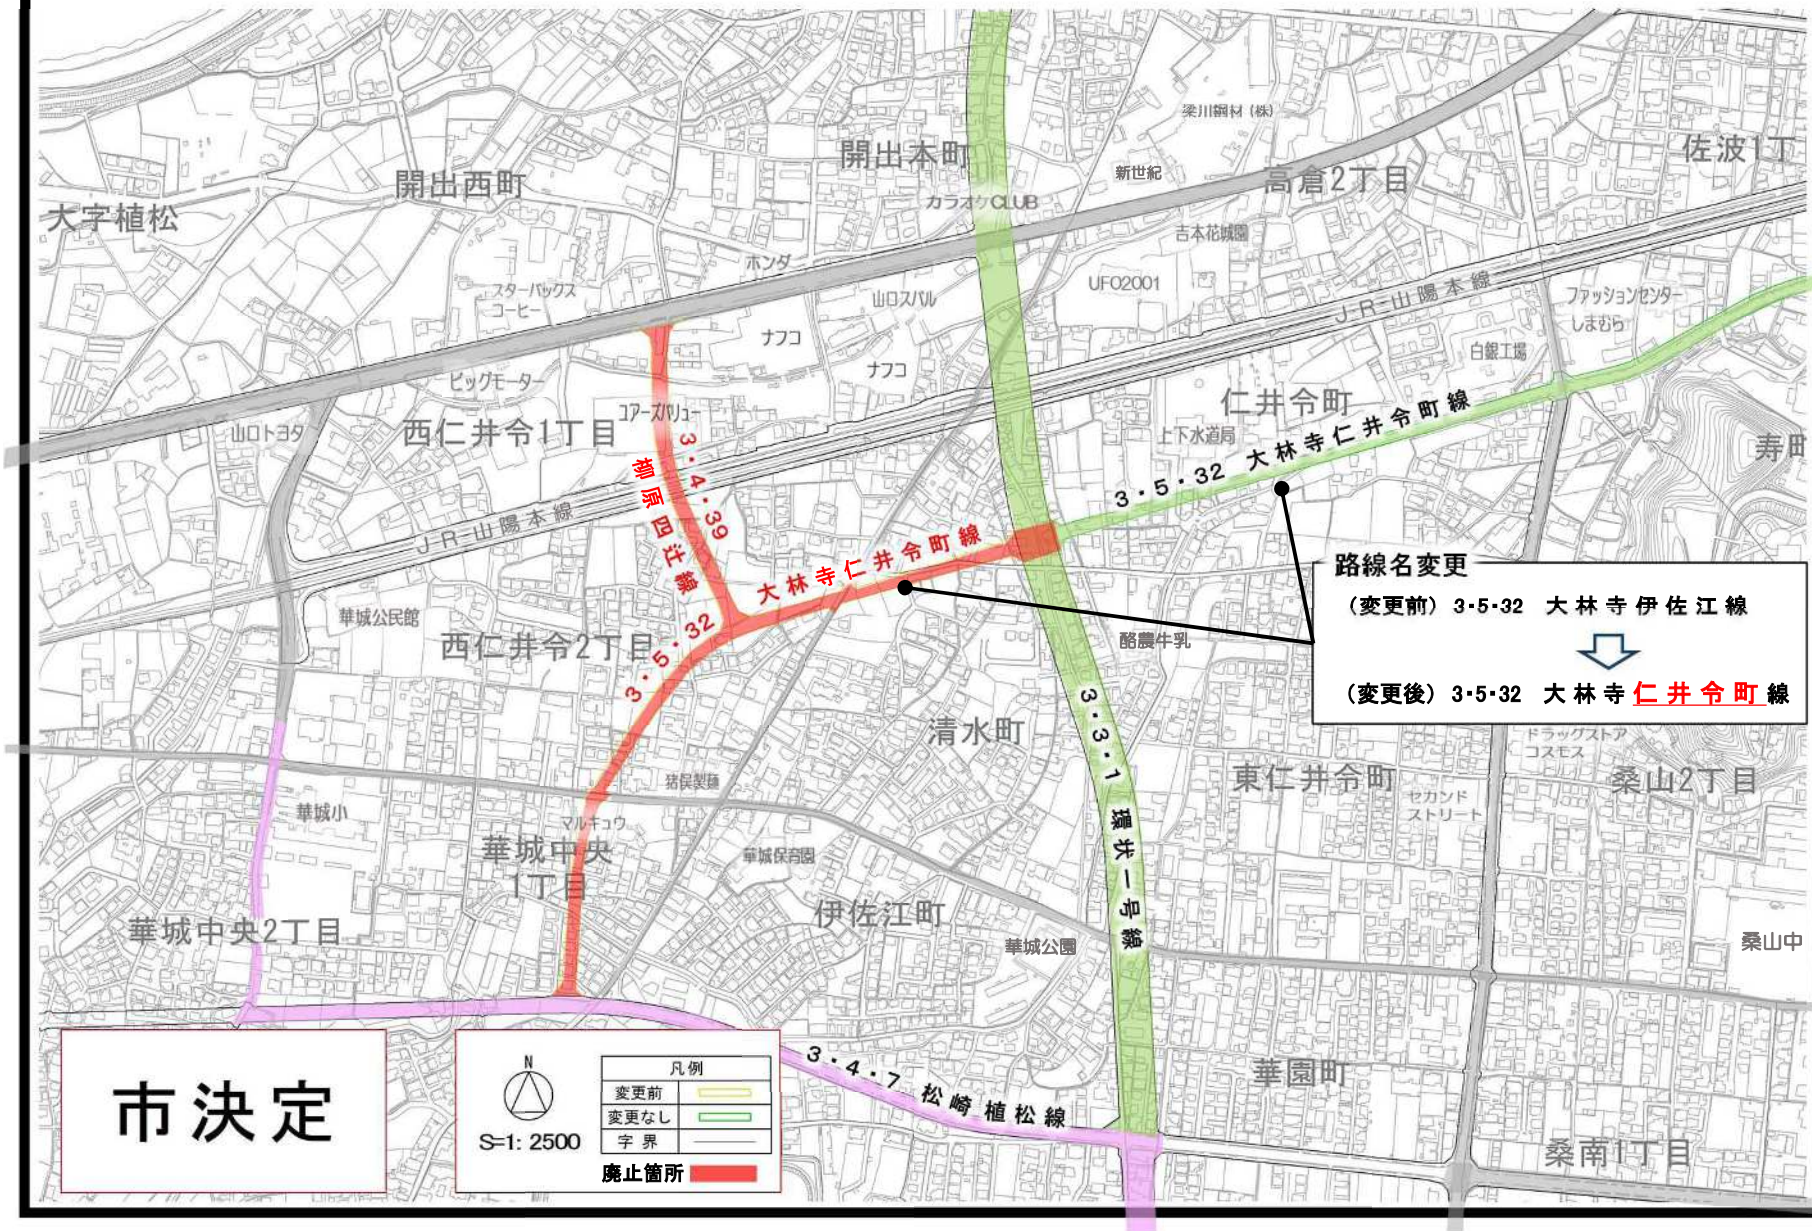 梁川鋼材（株）
開出本町
佐波1丁
新世紀
開出西町
高倉2丁目
カラオケCLUB
大字植松
吉本花城園
ホンダ
UFO2001
スターバックス
コーヒー
山口スバル
JR山陽本線
ファッションセンター
しまむら
ナフコ
ナフコ
白銀工場
ビッグモーター
仁井令町
コアーズバリュー
山口トヨタ
西仁井令1丁目
上下水道局
寿町
3・5・32 大林寺仁井令町線
3・4・39
柳原四辻線
JR山陽本線
大林寺仁井令町線
3・5・32
路線名変更
（変更前）3・5・32 大林寺伊佐江線
（変更後）3・5・32 大林寺仁井令町線
華城公民館
西仁井令2丁目
酪農牛乳
清水町
3・3・1 環状一号線
ドラッグストア
コスモス
東仁井令町
桑山2丁目
猪俣製麺
セカンド
ストリート
華城小
マルキュウ
華城中央
1丁目
華城保育園
伊佐江町
華城中央2丁目
華城公園
桑山中
市決定
N
S=1:2500
凡例
変更前
変更なし
字界
廃止箇所
3・4・7 松崎植松線
華園町
桑南1丁目